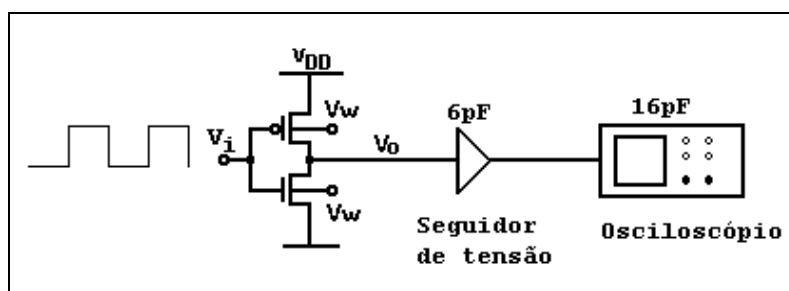 VDD
Vw
6pF
16pF
Vi
Vo
Vw
Seguidor
de tensão
Osciloscópio